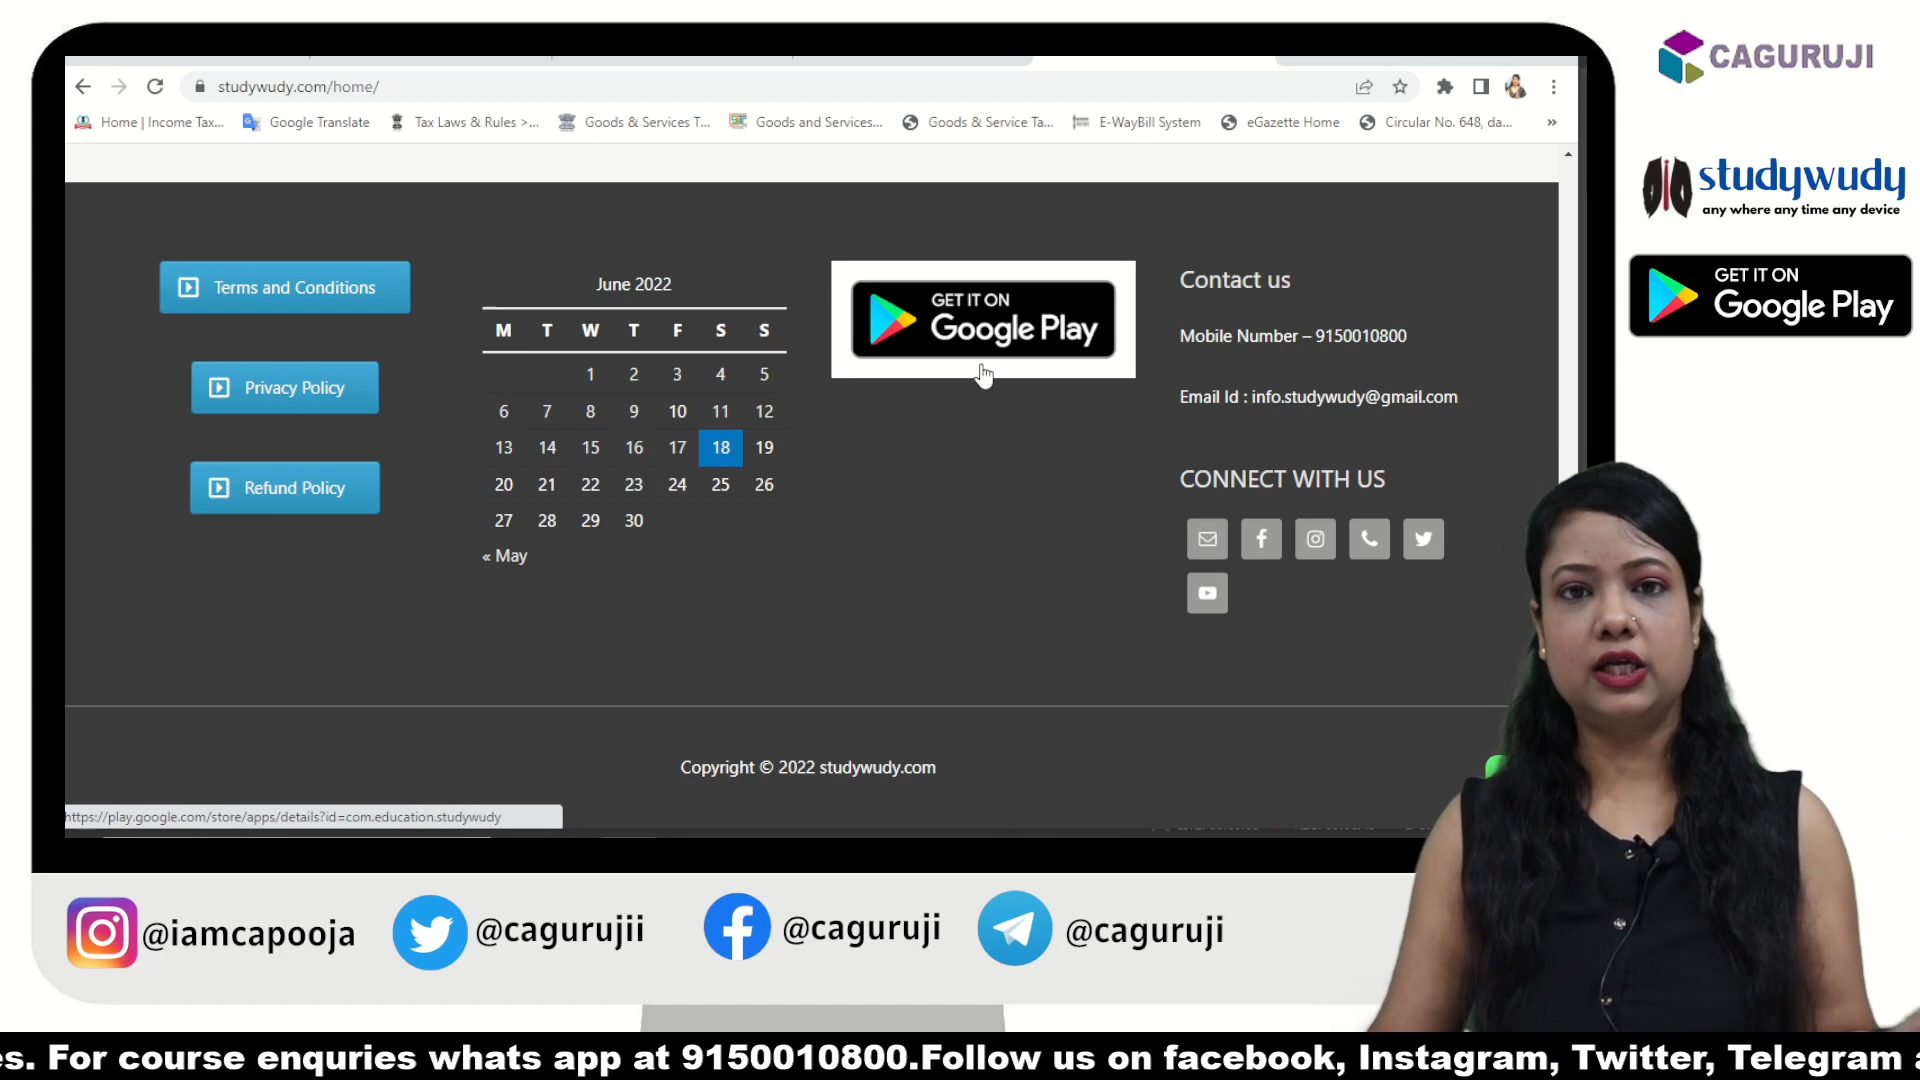 CAGURUJI
studywudy.com/home/
Home | Income Tax...
Google Translate
Tax Laws & Rules >...
Goods & Services T...
Goods and Services...
Goods & Service Ta...
E-WayBill System
eGazette Home
Circular No. 648, da...
»
studywudy
any where any time any device
GET IT ON
Google Play
Terms and Conditions
Privacy Policy
Refund Policy
June 2022
M T W T F S S
1 2 3 4 5
6 7 8 9 10 11 12
13 14 15 16 17 18 19
20 21 22 23 24 25 26
27 28 29 30
« May
GET IT ON
Google Play
Contact us
Mobile Number – 9150010800
Email Id : info.studywudy@gmail.com
CONNECT WITH US
Copyright © 2022 studywudy.com
https://play.google.com/store/apps/details?id=com.education.studywudy
@iamcapooja
@cagurujii
@caguruji
@caguruji
es. For course enquries whats app at 9150010800.Follow us on facebook, Instagram, Twitter, Telegram